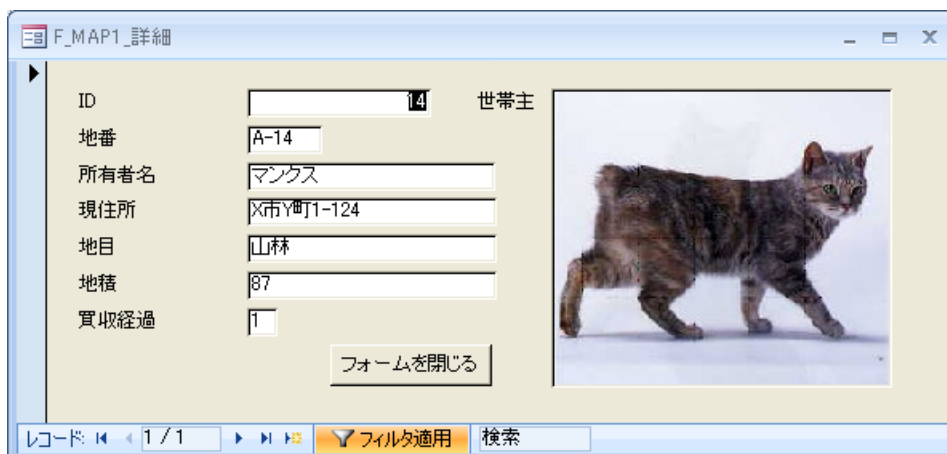 F_MAP1_詳細
ID 14 世帯主
地番 A-14
所有者名 マンクス
現住所 X市Y町1-124
地目 山林
地積 87
買収経過 1
フォームを閉じる
レコード: 1 / 1 フィルタ適用 検索